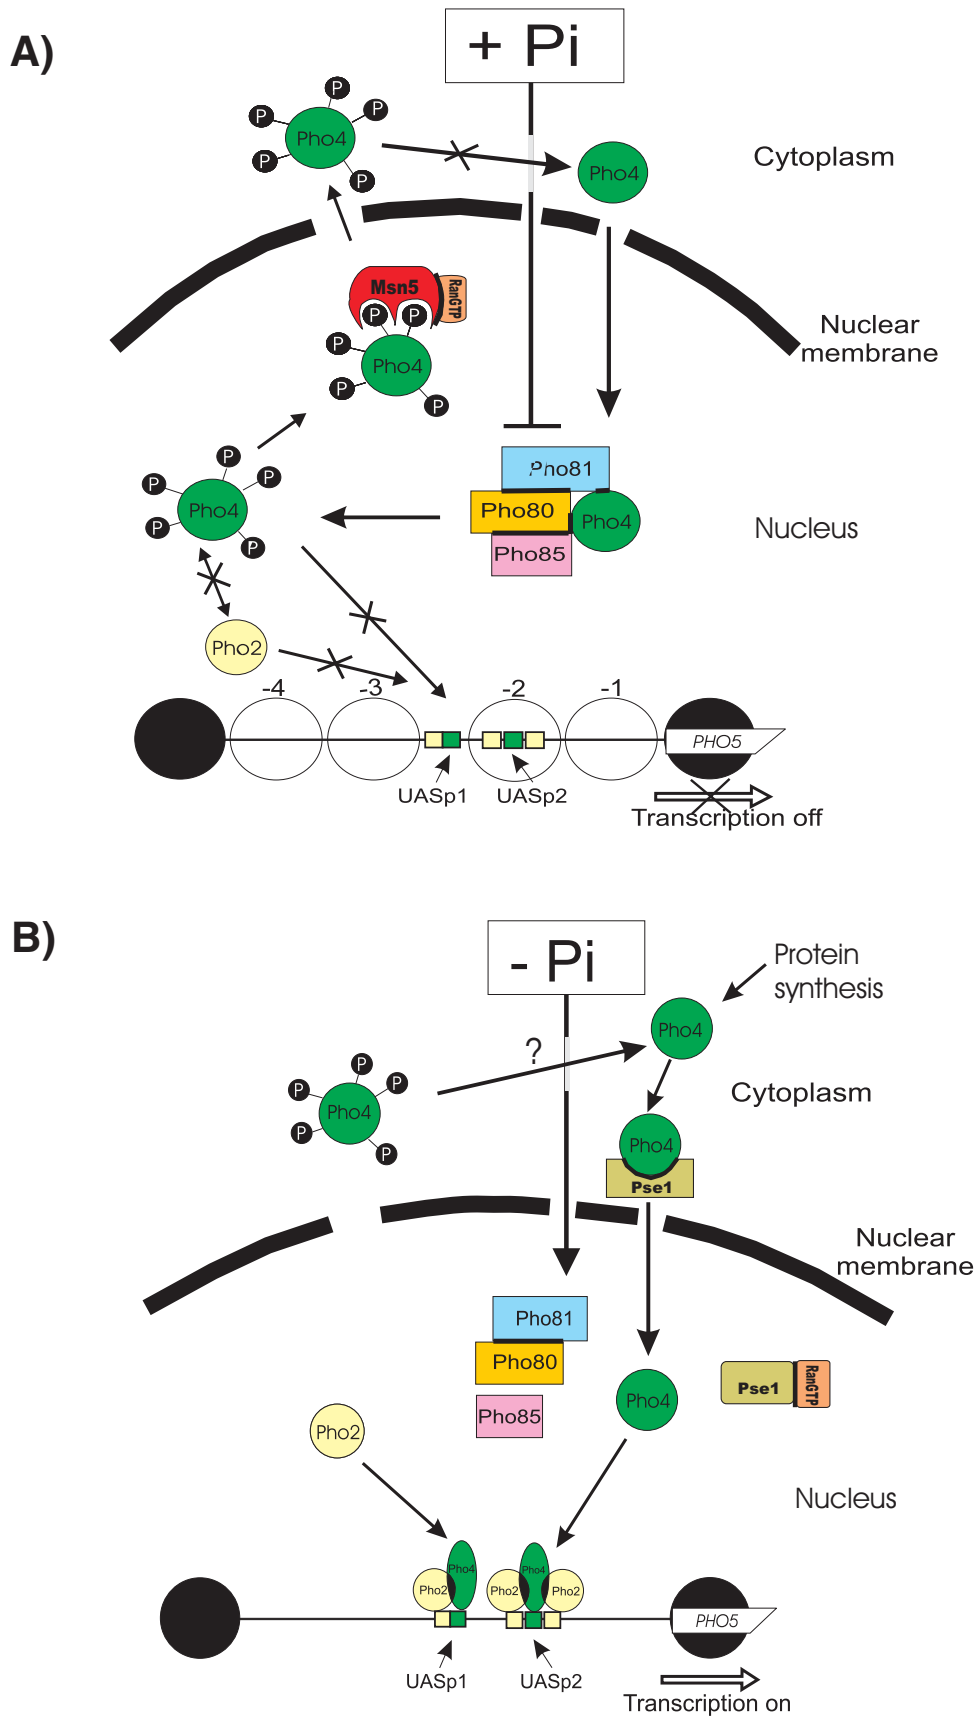 A)
+ Pi
P
P
P
Pho4
P
P
Pho4
Cytoplasm
Msn5
RanGTP
P
P
P
Pho4
P
P
Nuclear
membrane
P
P
P
Pho4
P
P
Pho81
Pho80
Pho4
Pho85
Nucleus
Pho2
-4
-3
-2
-1
PHO5
UASp1
UASp2
Transcription off
B)
- Pi
Protein
synthesis
Pho4
?
P
P
P
Pho4
P
P
Cytoplasm
Pho4
Pse1
Nuclear
membrane
Pho81
Pho80
Pho85
Pho4
Pse1
RanGTP
Pho2
Nucleus
Pho4
Pho4
Pho2
Pho2
Pho2
PHO5
UASp1
UASp2
Transcription on